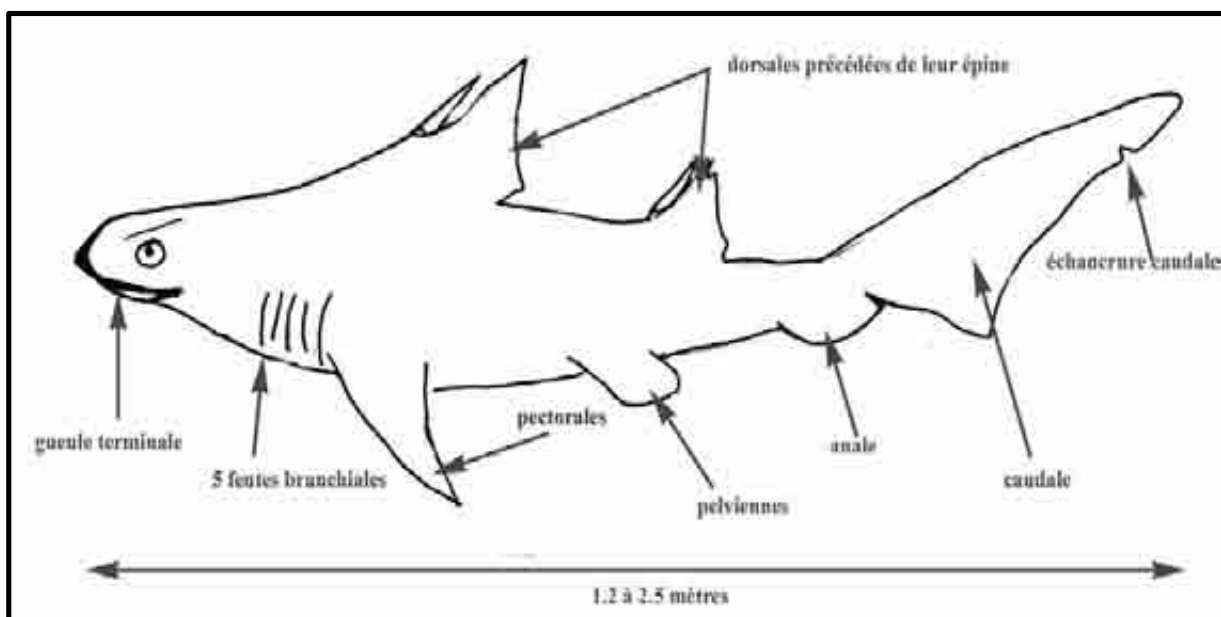 dorsales précédées de leur épine
échancrure caudale
gueule terminale
pectorales
anale
5 fentes branchiales
pelviennes
caudale
1.2 à 2.5 mètres